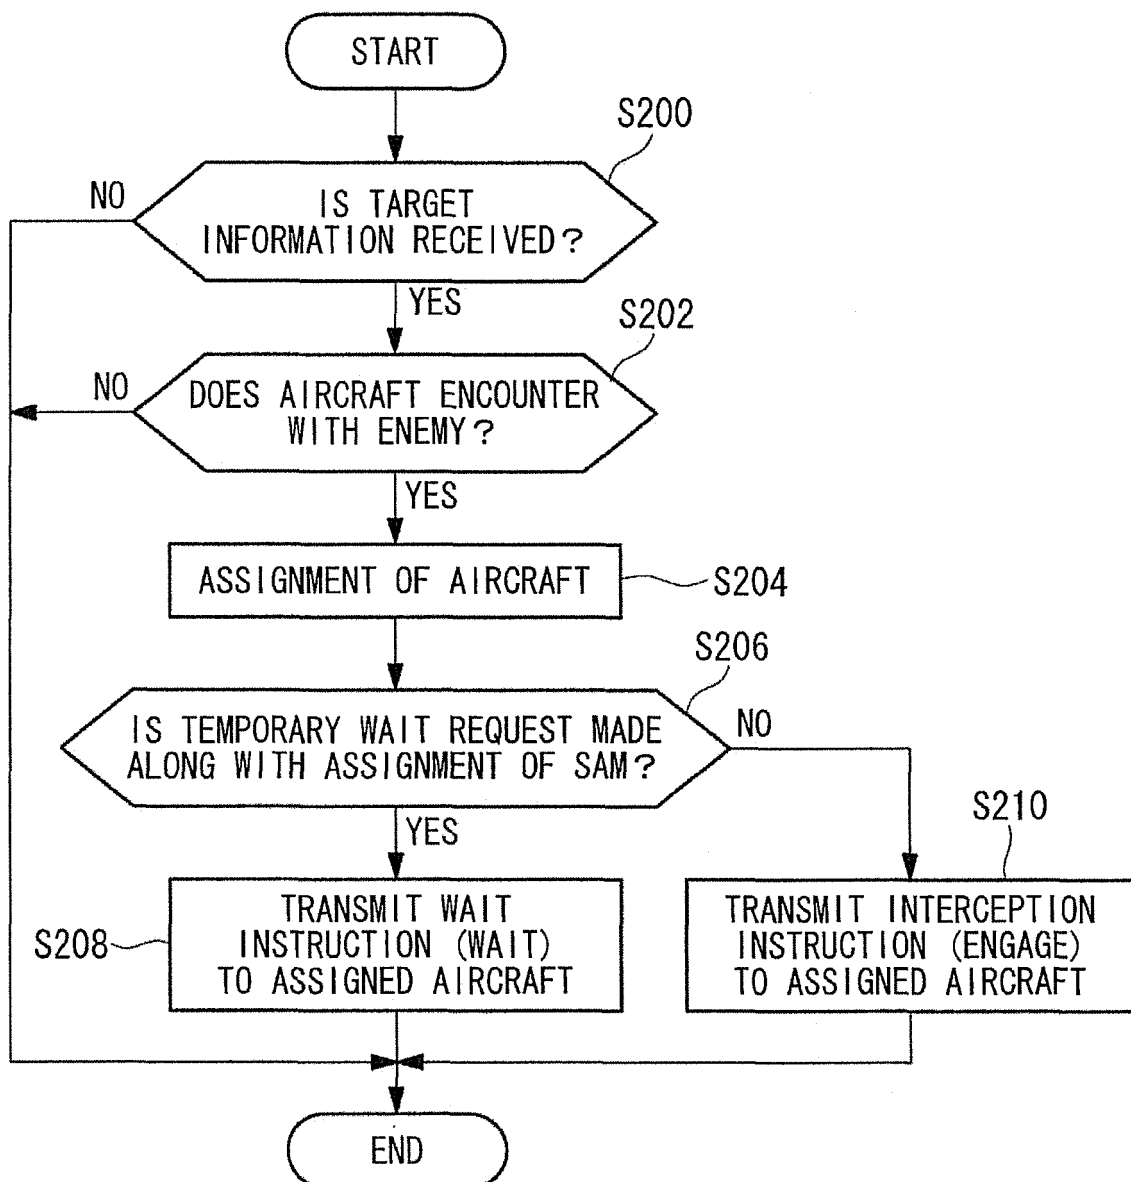 START
S200
NO
IS TARGET
INFORMATION RECEIVED?
YES
S202
NO
DOES AIRCRAFT ENCOUNTER
WITH ENEMY?
YES
ASSIGNMENT OF AIRCRAFT
S204
S206
IS TEMPORARY WAIT REQUEST MADE
ALONG WITH ASSIGNMENT OF SAM?
NO
YES
S210
S208
TRANSMIT WAIT
INSTRUCTION (WAIT)
TO ASSIGNED AIRCRAFT
TRANSMIT INTERCEPTION
INSTRUCTION (ENGAGE)
TO ASSIGNED AIRCRAFT
END